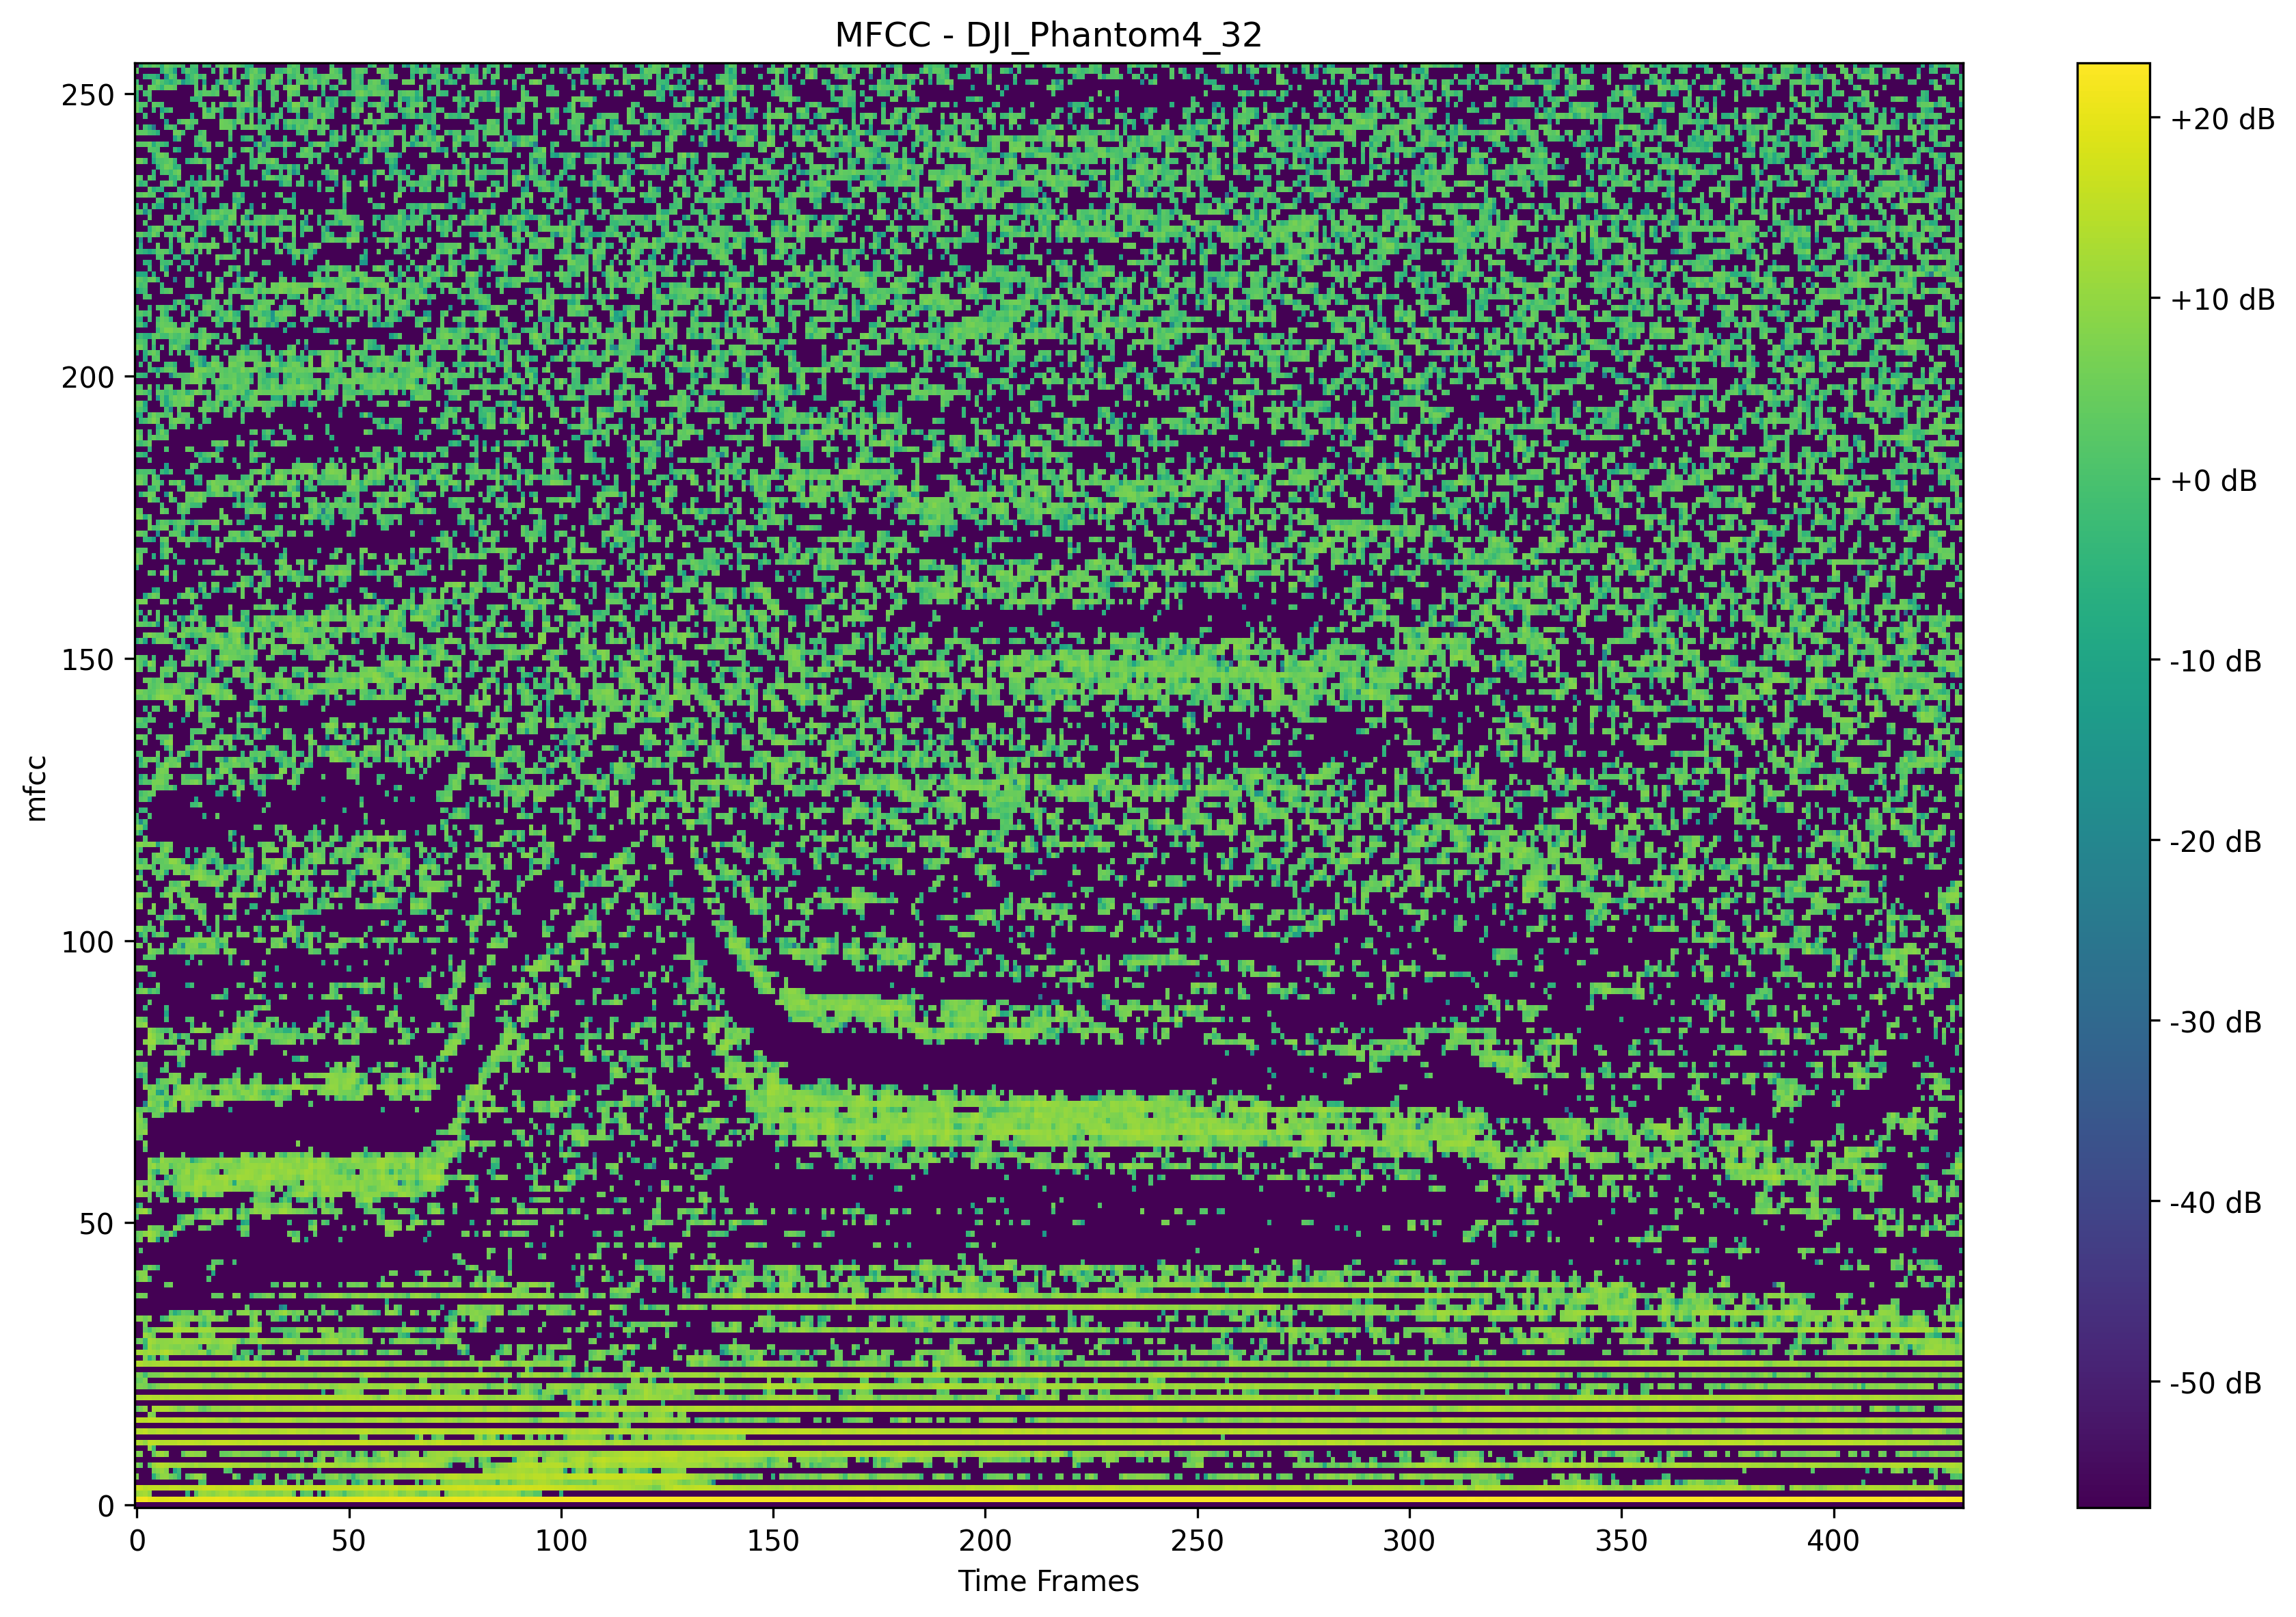 MFCC - DJI_Phantom4_32
250
200
150
100
50
0
mfcc
0
50
100
150
200
250
300
350
400
Time Frames
+20 dB
+10 dB
+0 dB
-10 dB
-20 dB
-30 dB
-40 dB
-50 dB